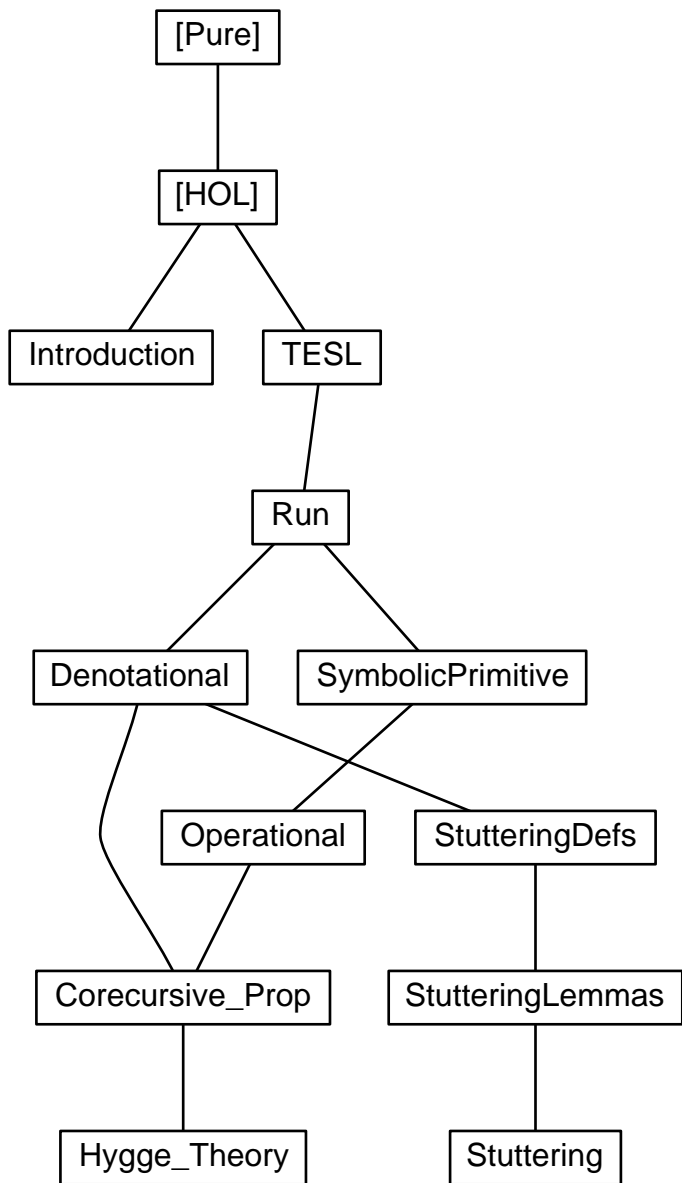 [Pure]
[HOL]
Introduction
TESL
Run
Denotational
SymbolicPrimitive
Operational
StutteringDefs
Corecursive_Prop
StutteringLemmas
Hygge_Theory
Stuttering